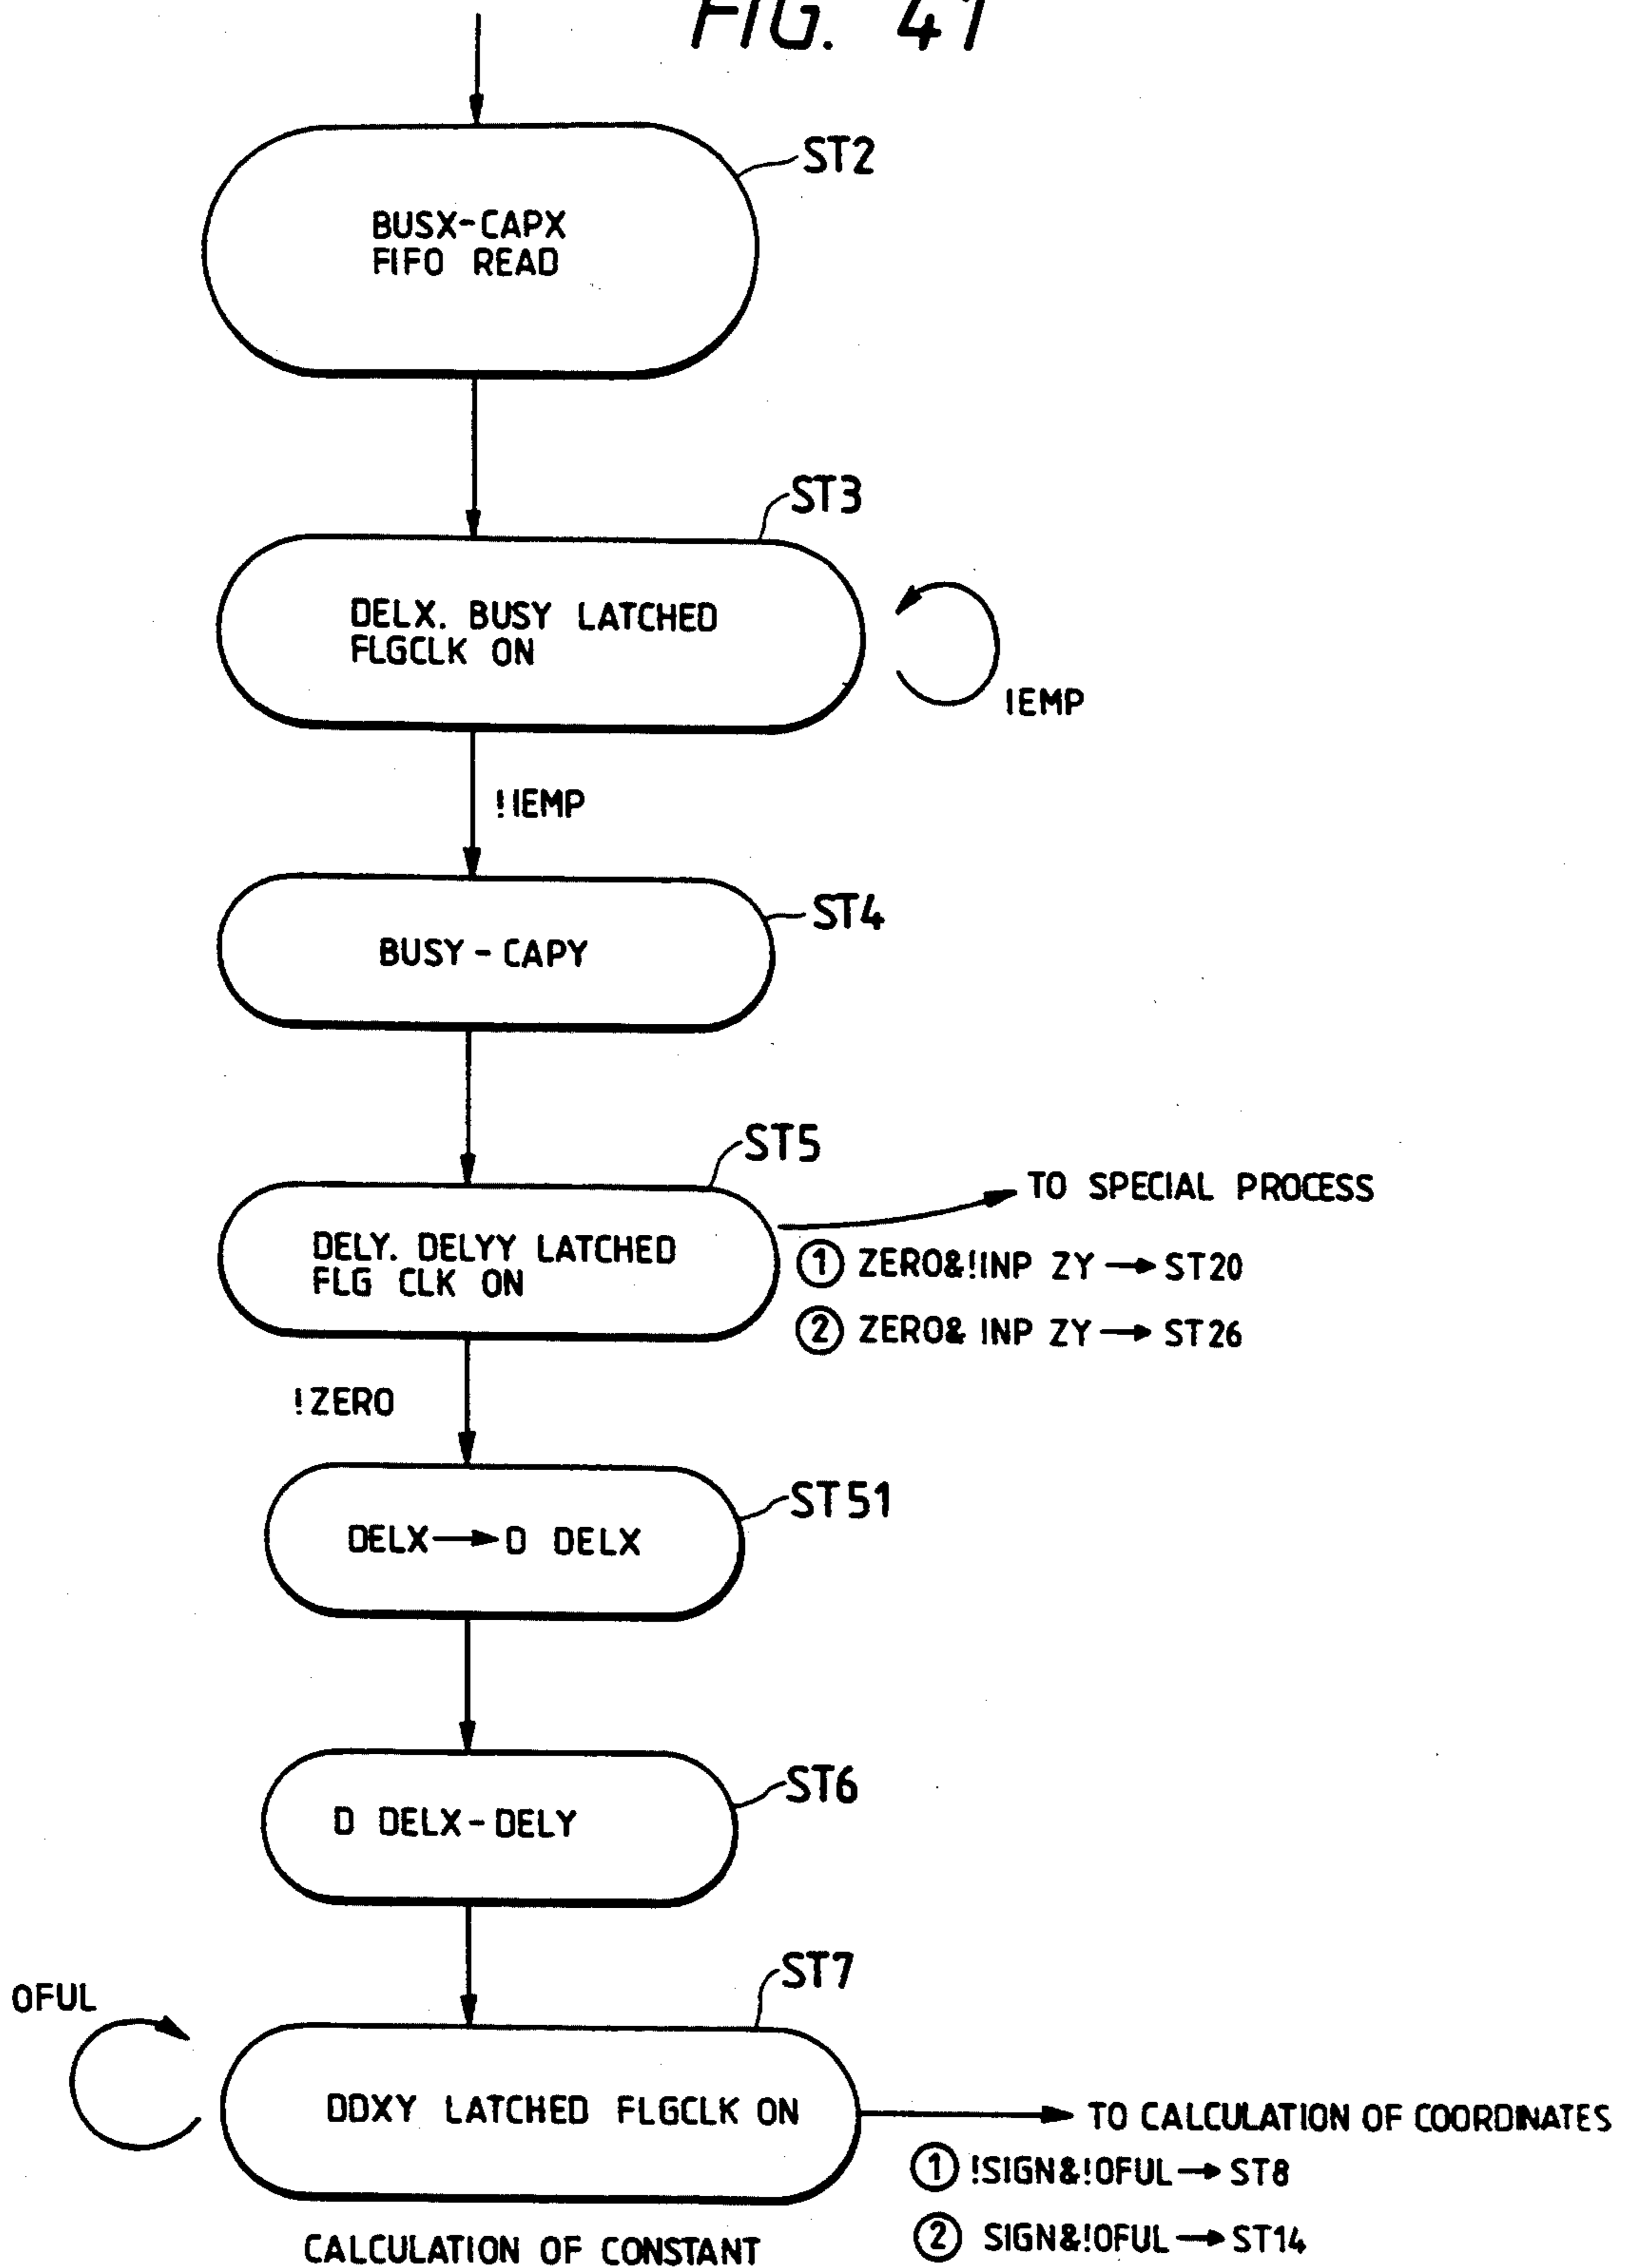 FIG. 41
ST2
BUSX-CAPX
FIFO READ
ST3
DELX. BUSY LATCHED
FLGCLK ON
IEMP
!IEMP
ST4
BUSY - CAPY
ST5
DELY. DELYY LATCHED
FLG CLK ON
TO SPECIAL PROCESS
① ZERO&!INP ZY → ST20
② ZERO& INP ZY → ST26
!ZERO
ST51
DELX → D DELX
ST6
D DELX - DELY
ST7
OFUL
DDXY LATCHED FLGCLK ON
TO CALCULATION OF COORDINATES
① !SIGN&!OFUL → ST8
② SIGN&!OFUL → ST14
CALCULATION OF CONSTANT